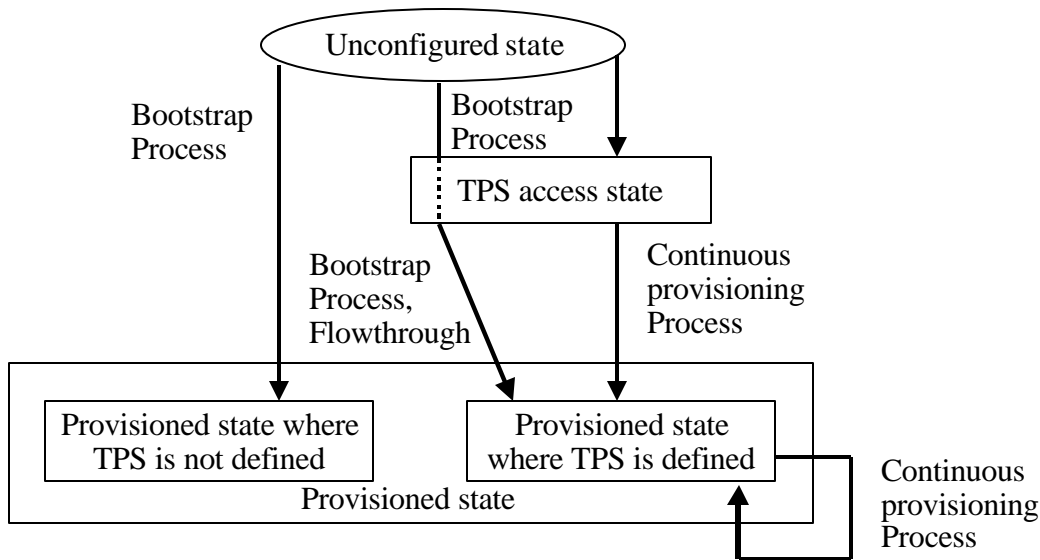 Unconfigured state
Bootstrap
Process
Bootstrap
Process
TPS access state
Bootstrap
Process,
Flowthrough
Continuous
provisioning
Process
Provisioned state where
TPS is not defined
Provisioned state
where TPS is defined
Provisioned state
Continuous
provisioning
Process